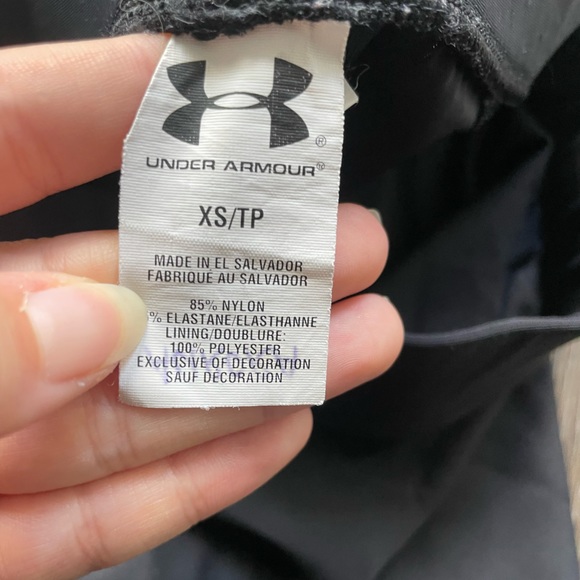 UNDER ARMOUR®
XS/TP
MADE IN EL SALVADOR
FABRIQUE AU SALVADOR
85% NYLON
% ELASTANE/ELASTHANNE
LINING/DOUBLURE:
100% POLYESTER
EXCLUSIVE OF DECORATION
SAUF DÉCORATION